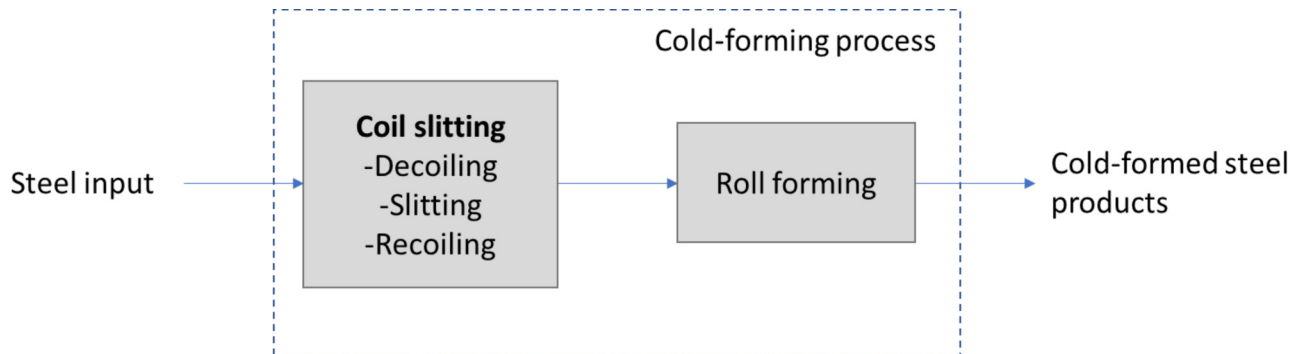 Cold-forming process
Coil slitting
-Decoiling
-Slitting
-Recoiling
Steel input
Roll forming
Cold-formed steel
products